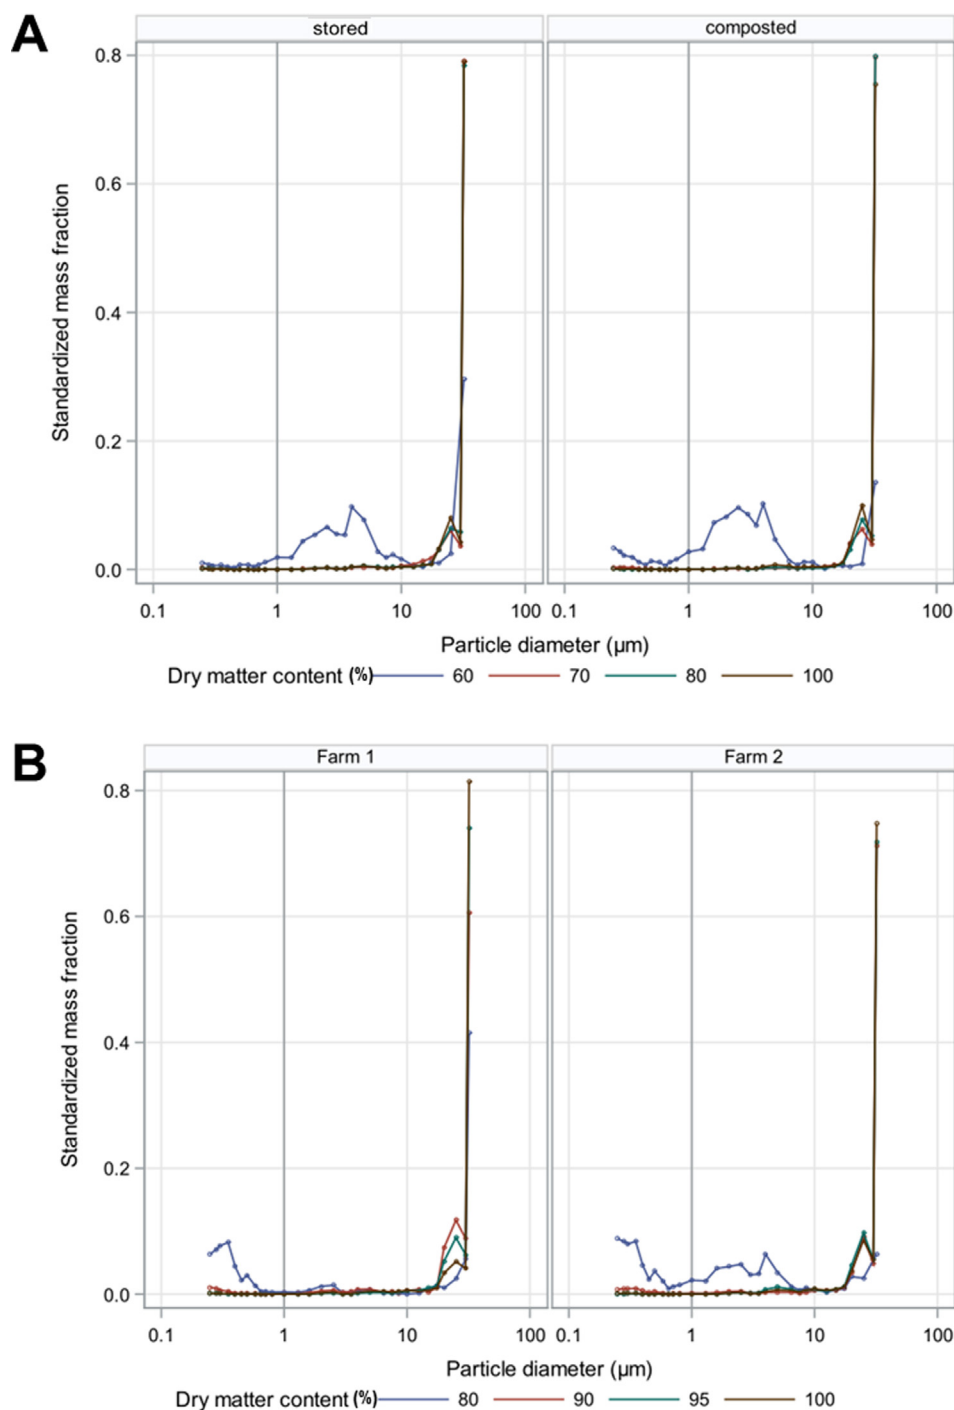 A
stored composted
0.8
0.6
0.4
0.2
0.0
Standardized mass fraction
0.1 1 10 100 0.1 1 10 100
Particle diameter (µm)
Dry matter content (%) 60 70 80 100
B
Farm 1 Farm 2
0.8
0.6
0.4
0.2
0.0
Standardized mass fraction
0.1 1 10 100 0.1 1 10 100
Particle diameter (µm)
Dry matter content (%) 80 90 95 100